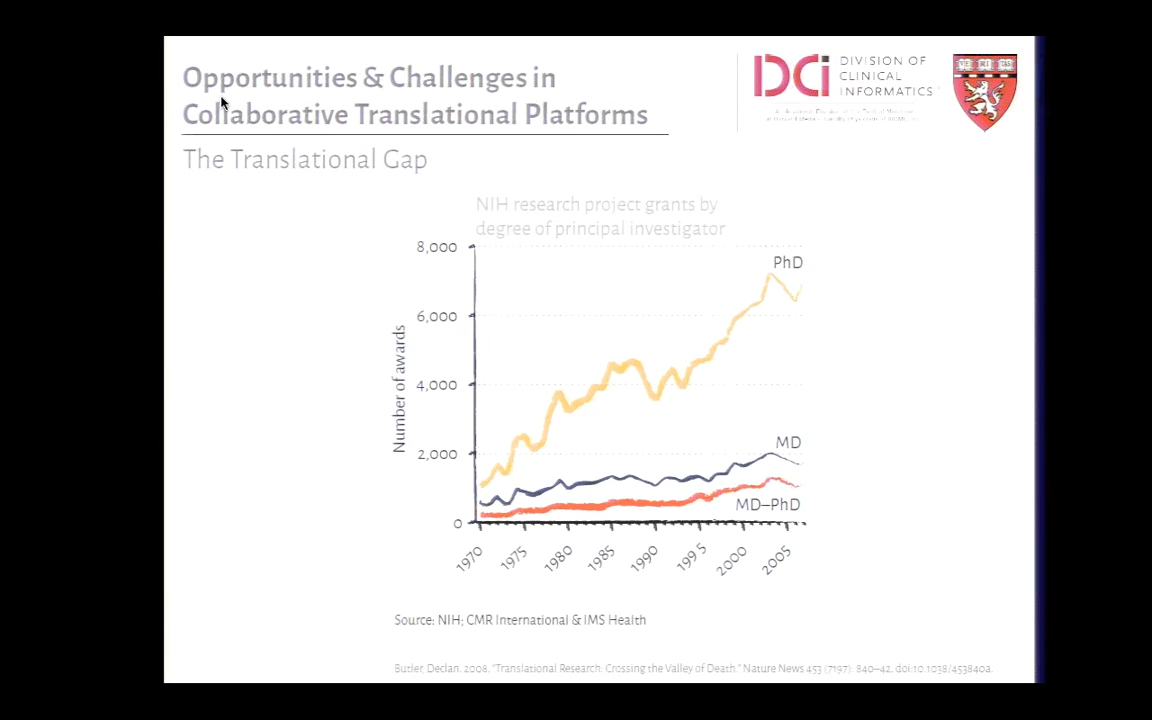 Opportunities & Challenges in
Collaborative Translational Platforms
The Translational Gap
DCi
DIVISION OF
CLINICAL
INFORMATICS
NIH research project grants by
degree of principal investigator
Number of awards
8,000
6,000
4,000
2,000
0
PhD
MD
MD–PhD
1970
1975
1980
1985
1990
1995
2000
2005
Source: NIH; CMR International & IMS Health
Butler, Declan. 2008. "Translational Research: Crossing the Valley of Death." Nature News 453 (7197): 840–42. doi:10.1038/453840a.